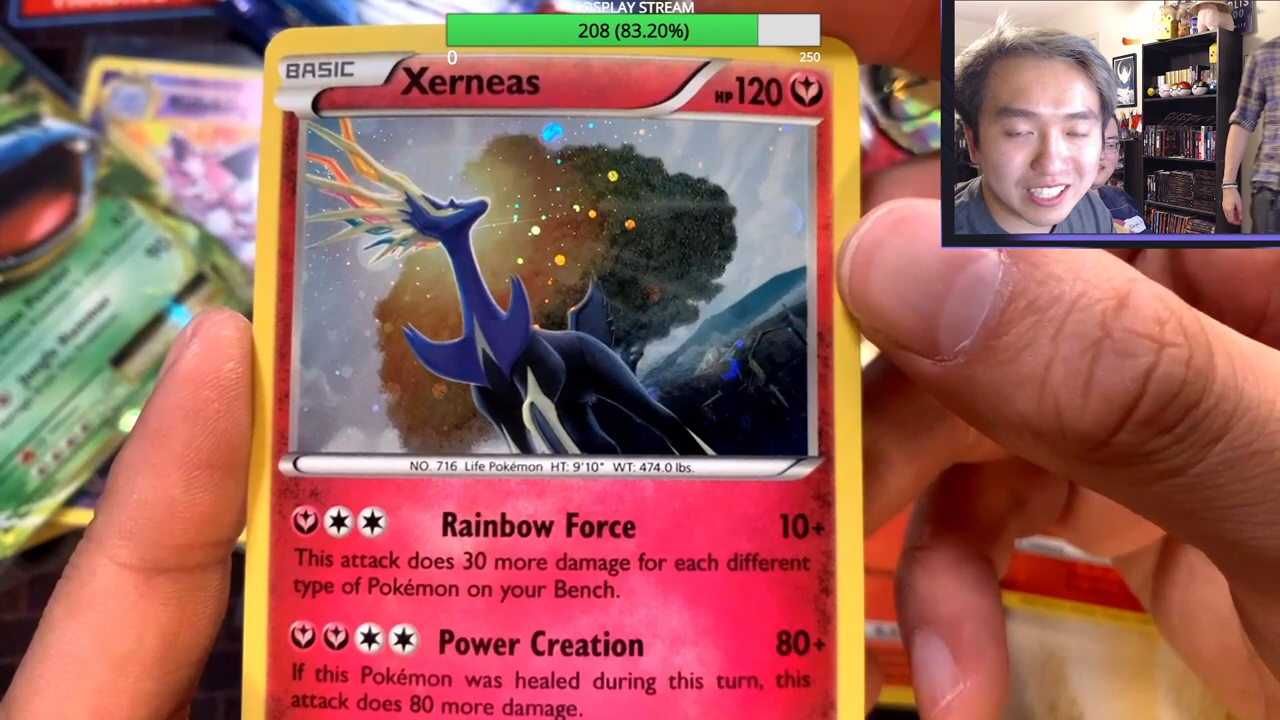 COSPLAY STREAM
208 (83.20%)
0
250
BASIC
Xerneas
HP120
NO. 716 Life Pokémon HT: 9'10" WT: 474.0 lbs.
Rainbow Force
10+
This attack does 30 more damage for each different
type of Pokémon on your Bench.
Power Creation
80+
If this Pokémon was healed during this turn, this
attack does 80 more damage.